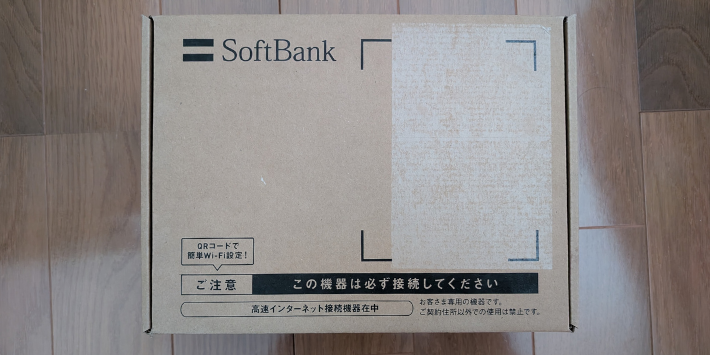 SoftBank
QRコードで
簡単Wi-Fi設定!
ご注意
この機器は必ず接続してください
高速インターネット接続機器在中
お客さま専用の機器です。
ご契約住所以外での使用は禁止です。